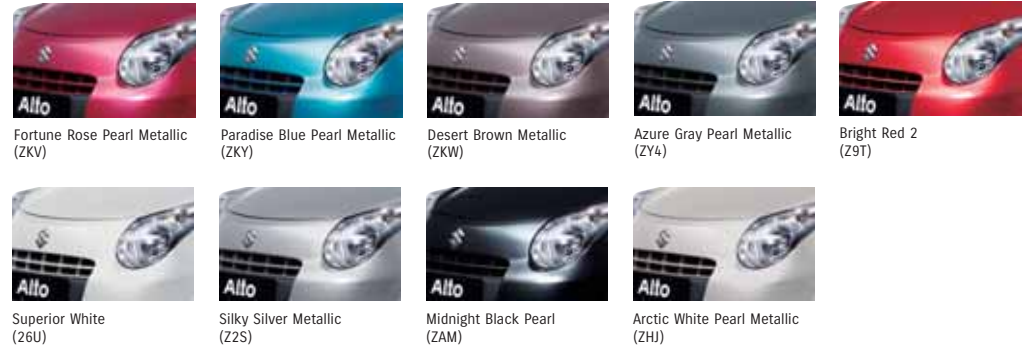 Alto
Alto
Alto
Alto
Alto
Fortune Rose Pearl Metallic
(ZKV)
Paradise Blue Pearl Metallic
(ZKY)
Desert Brown Metallic
(ZKW)
Azure Gray Pearl Metallic
(ZY4)
Bright Red 2
(Z9T)
Alto
Alto
Alto
Alto
Superior White
(26U)
Silky Silver Metallic
(Z2S)
Midnight Black Pearl
(ZAM)
Arctic White Pearl Metallic
(ZHJ)